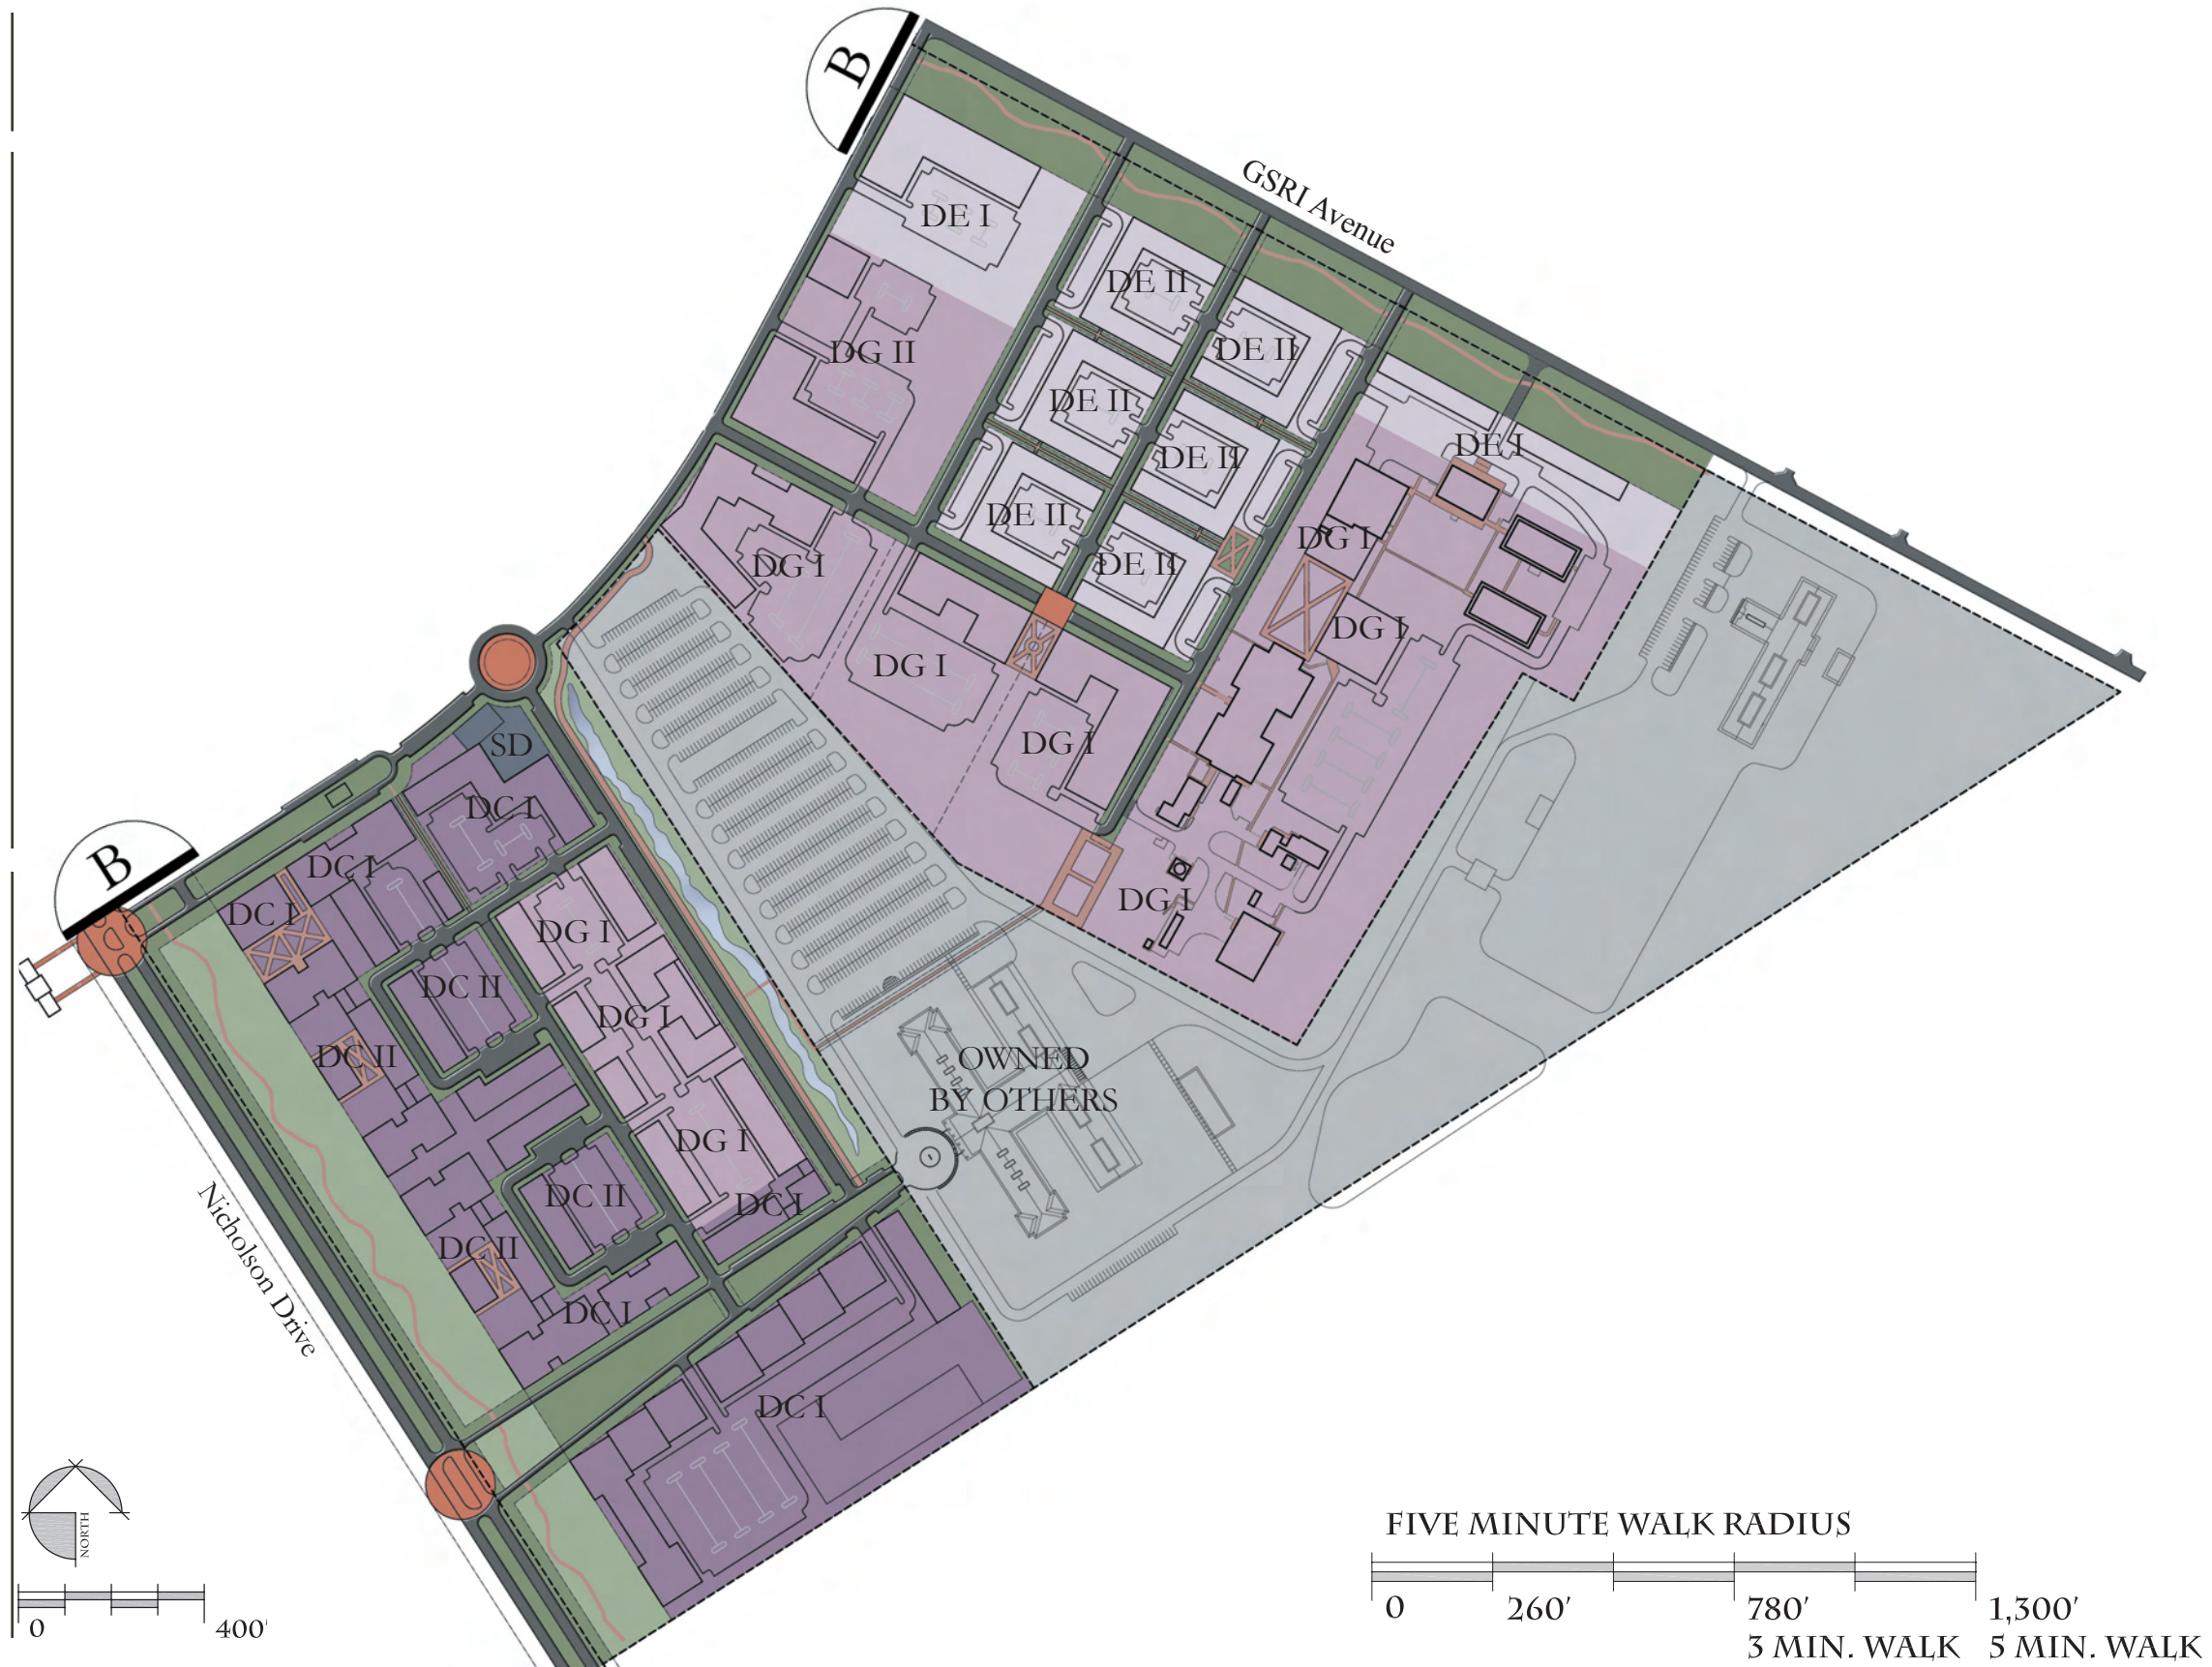 B
GSRI Avenue
DE I
DE II
DG II
DE II
DE II
DE I
DE II
DE II
DG I
DG I
DE II
DG I
DG I
DG I
SD
DG I
DC I
DC I
DG I
B
DC I
DG I
DC II
DG I
DC II
OWNED
BY OTHERS
DG I
DC II
DC I
Nicholson Drive
DC II
DC I
DC I
NORTH
0
400'
FIVE MINUTE WALK RADIUS
0
260'
780'
1,300'
3 MIN. WALK
5 MIN. WALK